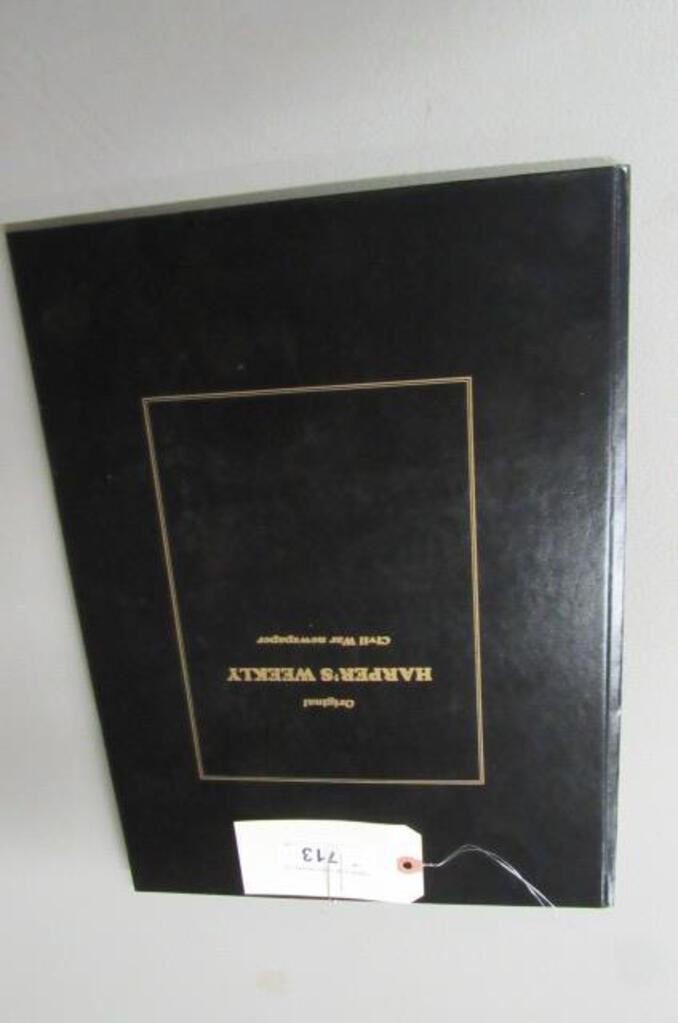 713
Original
HARPER'S WEEKLY
Civil War newspaper